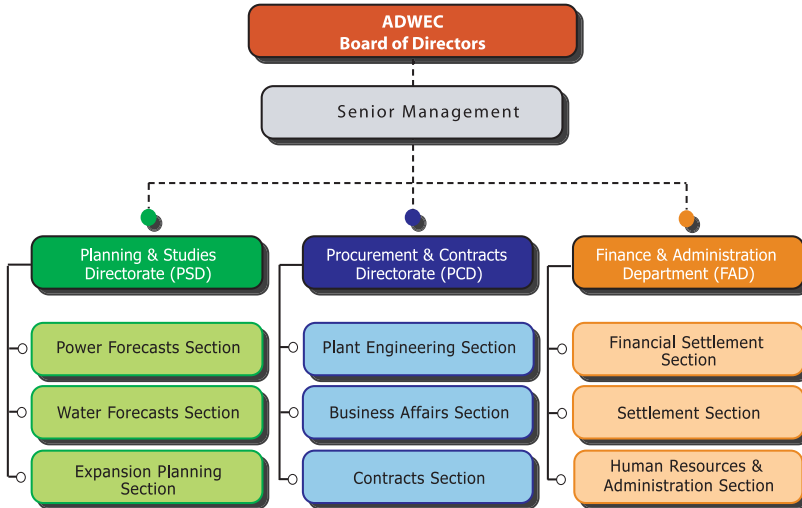 ADWEC
Board of Directors
Senior Management
Planning & Studies
Directorate (PSD)
Procurement & Contracts
Directorate (PCD)
Finance & Administration
Department (FAD)
Power Forecasts Section
Plant Engineering Section
Financial Settlement
Section
Water Forecasts Section
Business Affairs Section
Settlement Section
Expansion Planning
Section
Contracts Section
Human Resources &
Administration Section